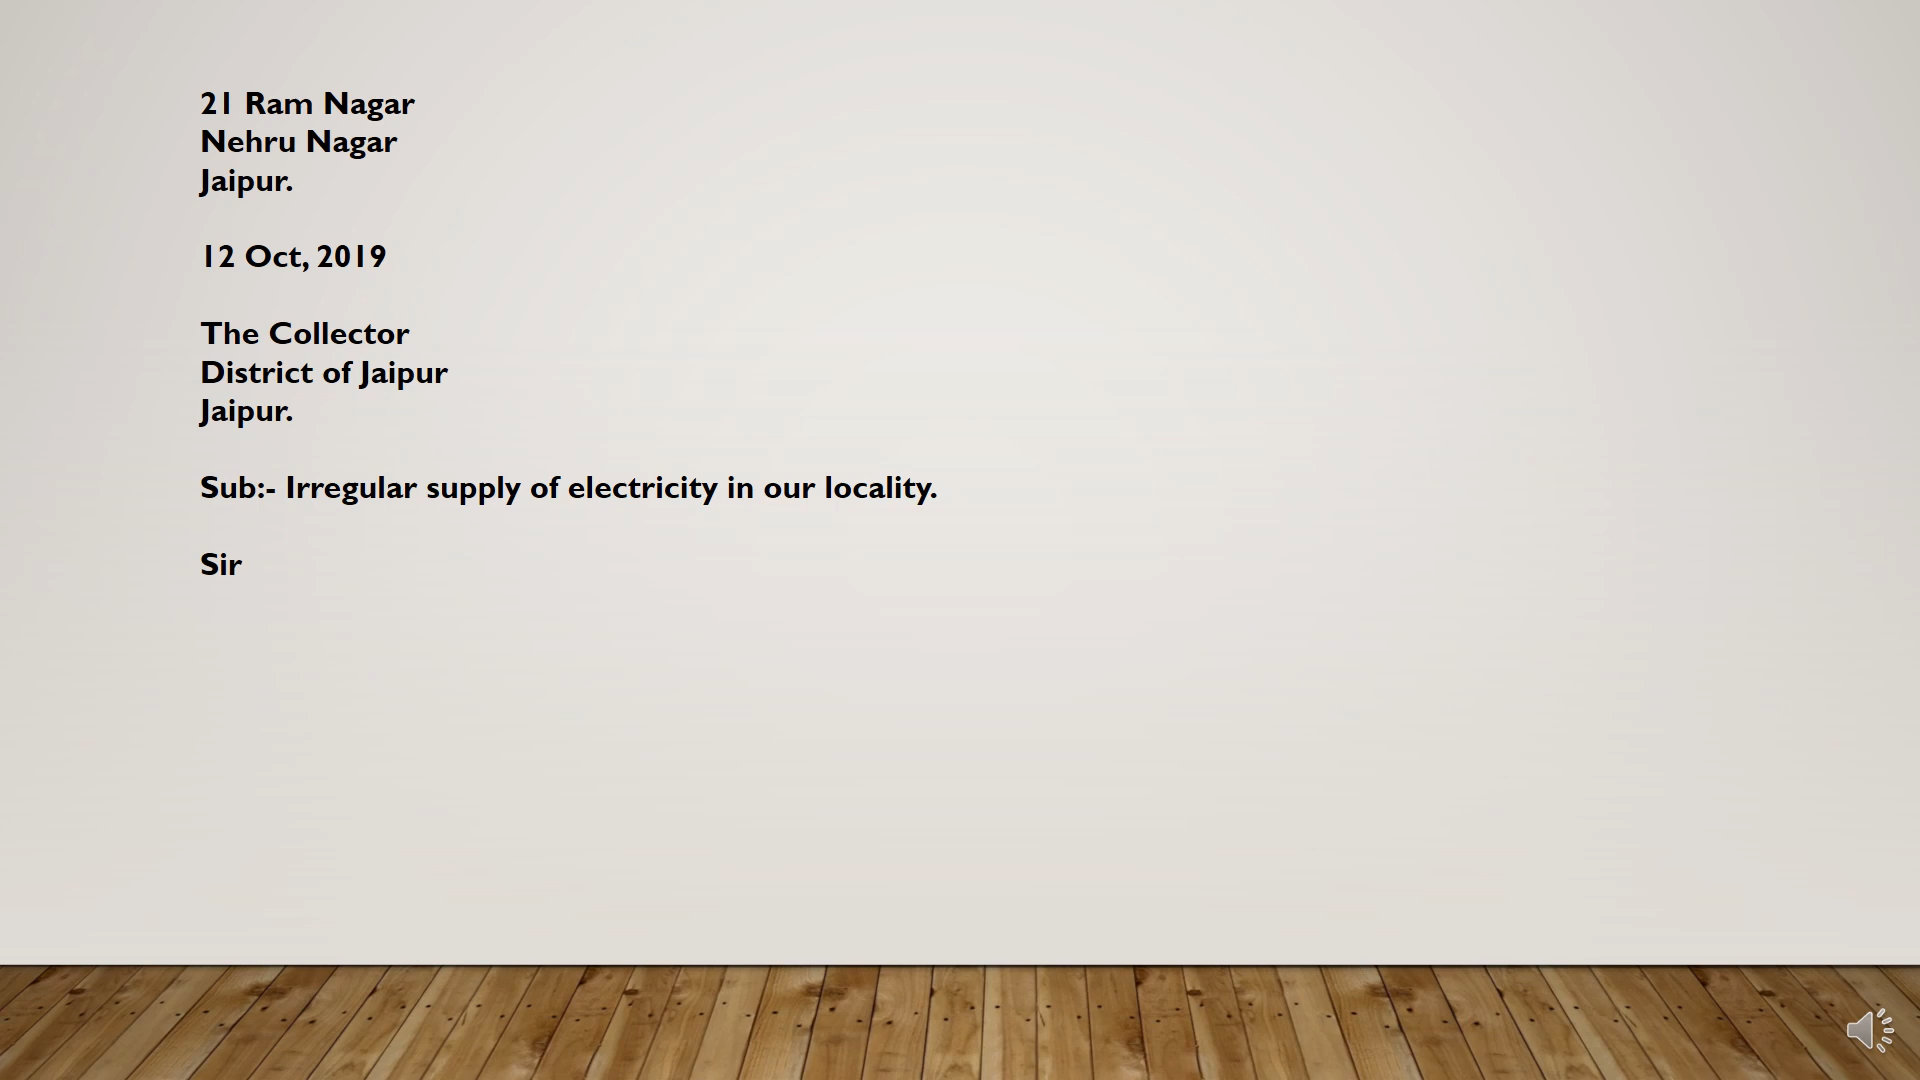 21 Ram Nagar
Nehru Nagar
Jaipur.
12 Oct, 2019
The Collector
District of Jaipur
Jaipur.
Sub:- Irregular supply of electricity in our locality.
Sir